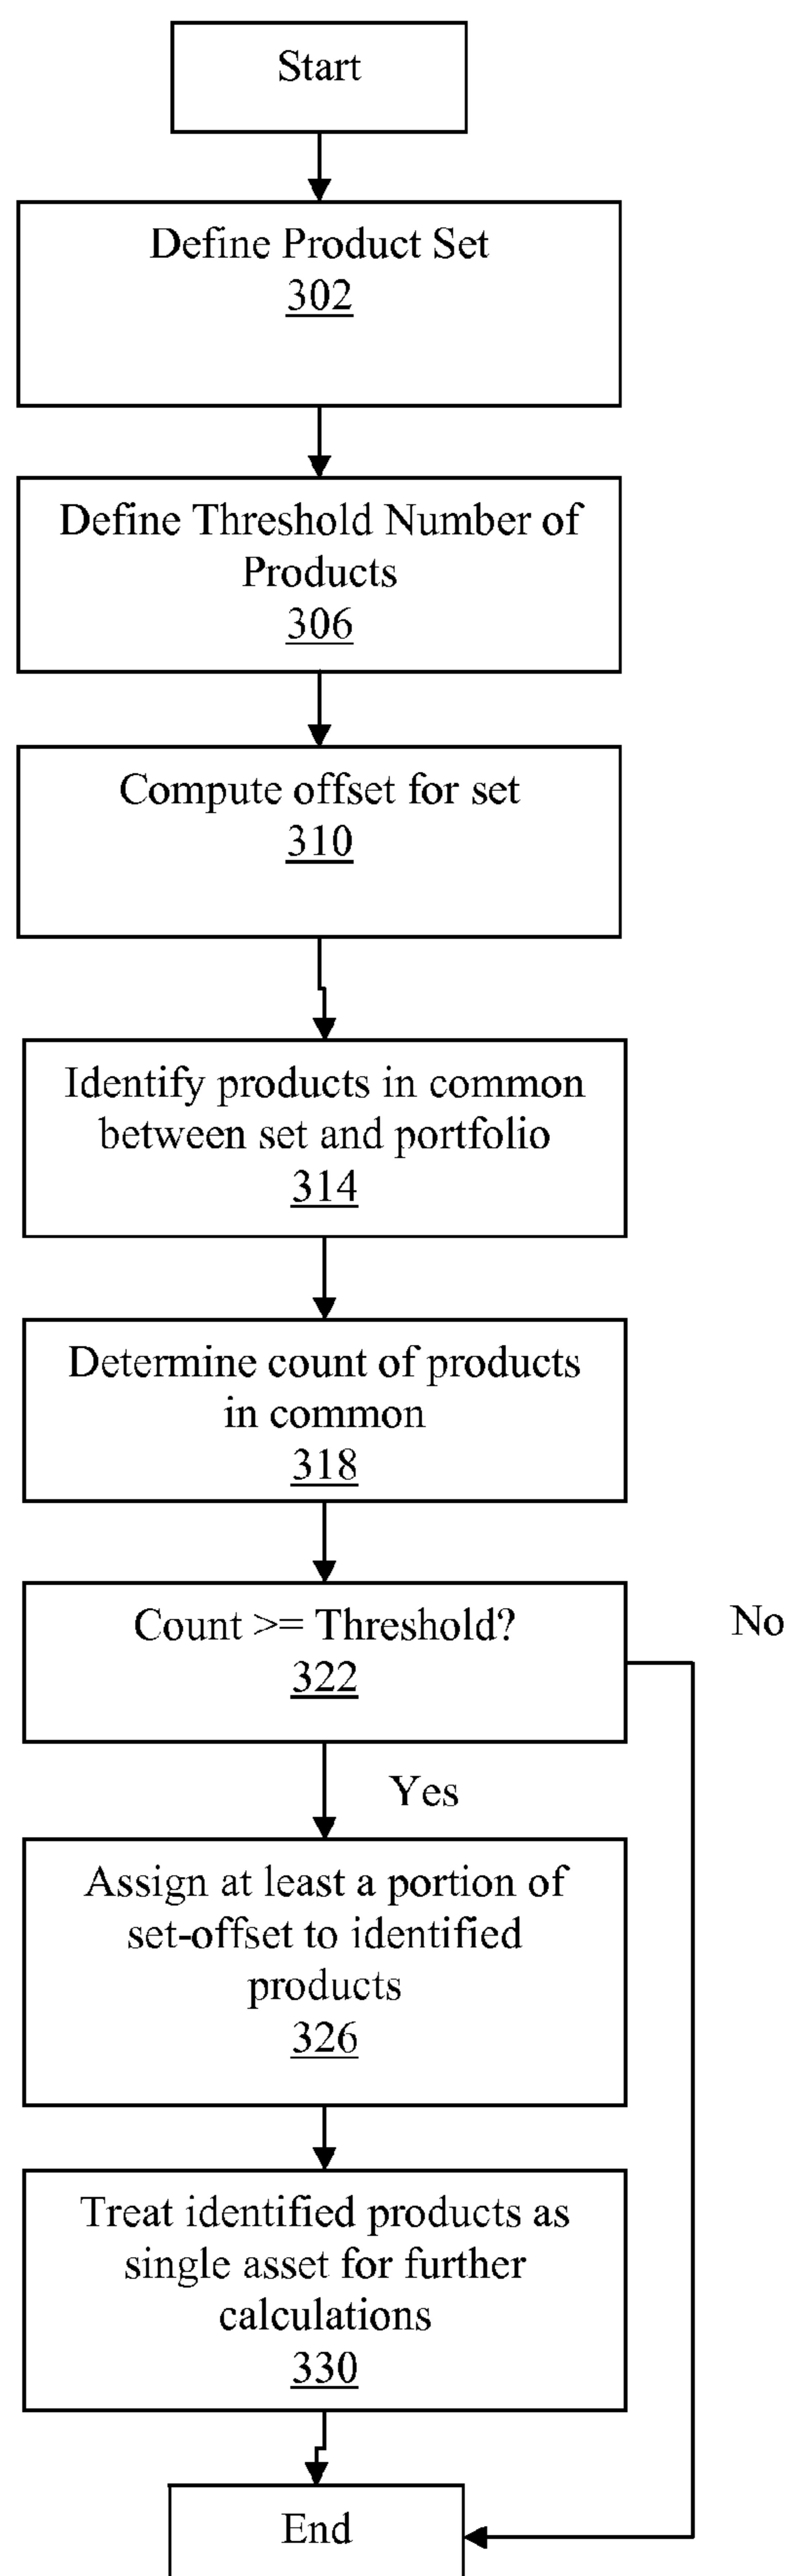 Start
Define Product Set
302
Define Threshold Number of
Products
306
Compute offset for set
310
Identify products in common
between set and portfolio
314
Determine count of products
in common
318
Count >= Threshold?
322
No
Yes
Assign at least a portion of
set-offset to identified
products
326
Treat identified products as
single asset for further
calculations
330
End